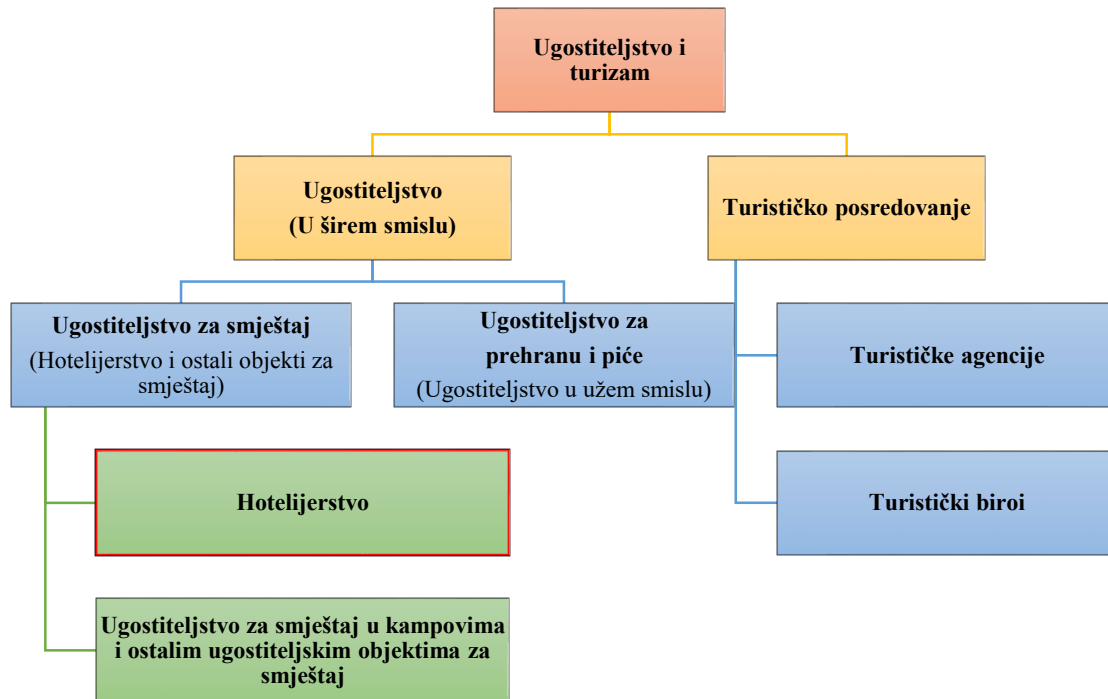 Ugostiteljstvo i
turizam
Ugostiteljstvo
(U širem smislu)
Turističko posredovanje
Ugostiteljstvo za smještaj
(Hotelijerstvo i ostali objekti za
smještaj)
Ugostiteljstvo za
prehranu i piće
(Ugostiteljstvo u užem smislu)
Turističke agencije
Hotelijerstvo
Turistički biroi
Ugostiteljstvo za smještaj u kampovima
i ostalim ugostiteljskim objektima za
smještaj